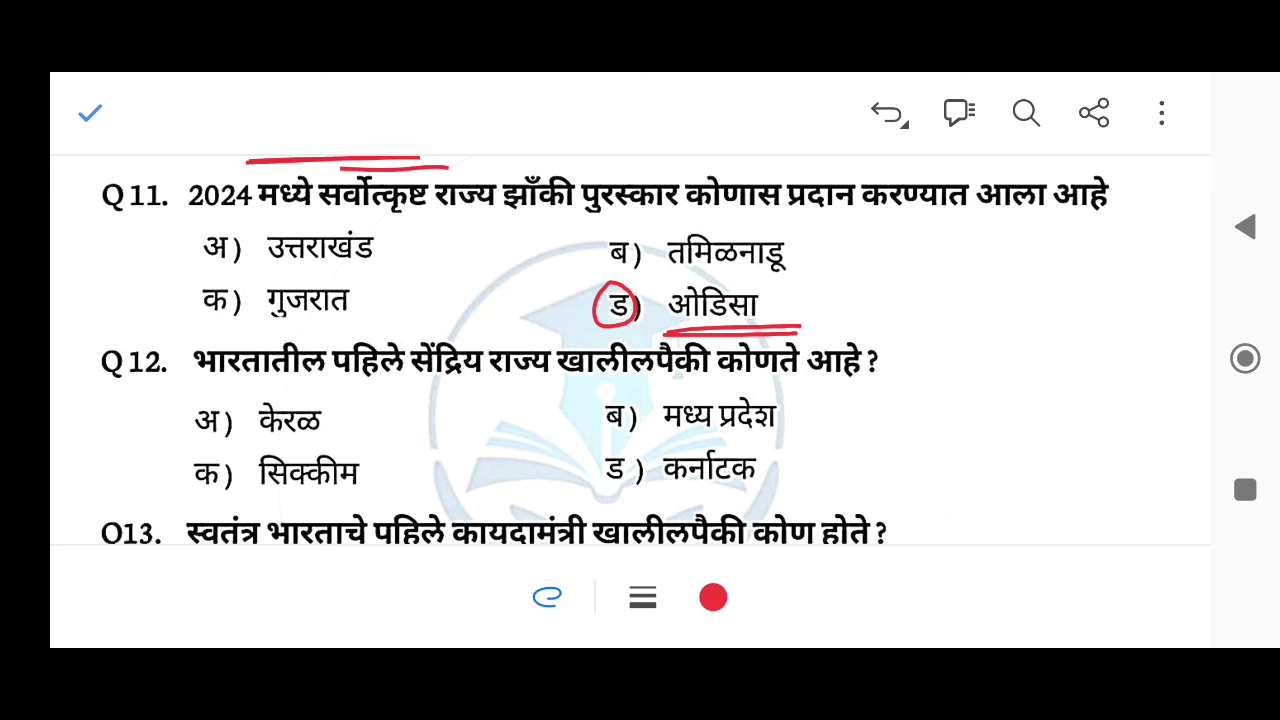 Q 11. 2024 मध्ये सर्वोत्कृष्ट राज्य झाँकी पुरस्कार कोणास प्रदान करण्यात आला आहे
अ) उत्तराखंड ब) तमिळनाडू
क) गुजरात ड) ओडिसा
Q 12. भारतातील पहिले सेंद्रिय राज्य खालीलपैकी कोणते आहे ?
अ) केरळ ब) मध्य प्रदेश
क) सिक्कीम ड ) कर्नाटक
Q13. स्वतंत्र भारताचे पहिले कायदामंत्री खालीलपैकी कोण होते ?